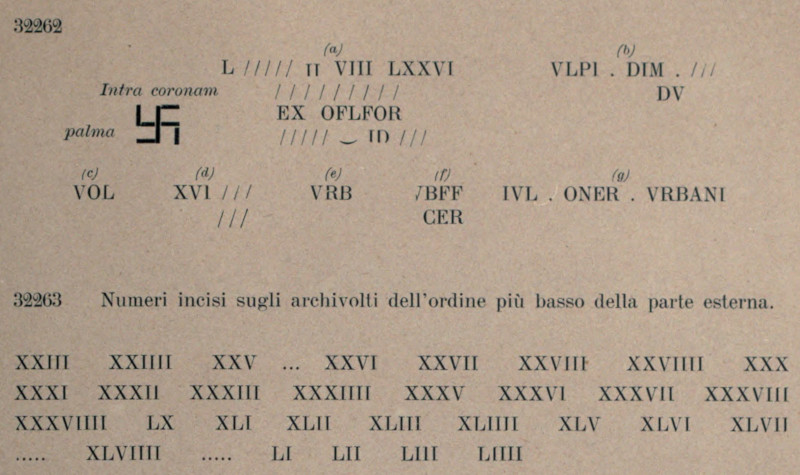 32262
(a) (b)
L ///// II VIII LXXVI VLPI . DIM . ///
Intra coronam ///////// DV
EX OFLFOR
palma ///// ‿ ID ///
(c) (d) (e) (f) (g)
VOL XVI /// VRB √BFF IVL . ONER . VRBANI
/// CER
32263 Numeri incisi sugli archivolti dell'ordine più basso della parte esterna.
XXIII XXIIII XXV ... XXVI XXVII XXVIII XXVIIII XXX
XXXI XXXII XXXIII XXXIIII XXXV XXXVI XXXVII XXXVIII
XXXVIIII LX XLI XLII XLIII XLIIII XLV XLVI XLVII
..... XLVIIII ..... LI LII LIII LIIII